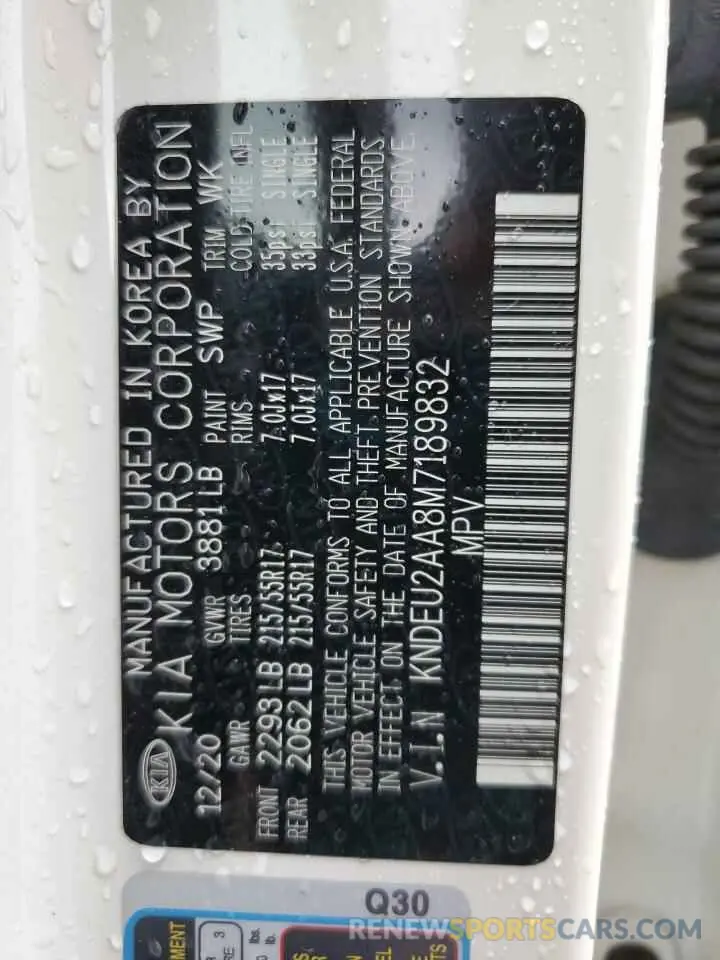 MANUFACTURED IN KOREA BY
KIA KIA MOTORS CORPORATION
12/20 GVWR 3881LB PAINT SWP TRIM WK
GAWR TIRES RIMS COLD TIRE INFL
FRONT 2293LB 215/55R17 7.0Jx17 35psi SINGLE
REAR 2062LB 215/55R17 7.0Jx17 33psi SINGLE
THIS VEHICLE CONFORMS TO ALL APPLICABLE U.S.A. FEDERAL
MOTOR VEHICLE SAFETY AND THEFT PREVENTION STANDARDS
IN EFFECT ON THE DATE OF MANUFACTURE SHOWN ABOVE.
V.I.N KNDEU2AA8M7189832
MPV
Q30
RENEWSPORTSCARS.COM